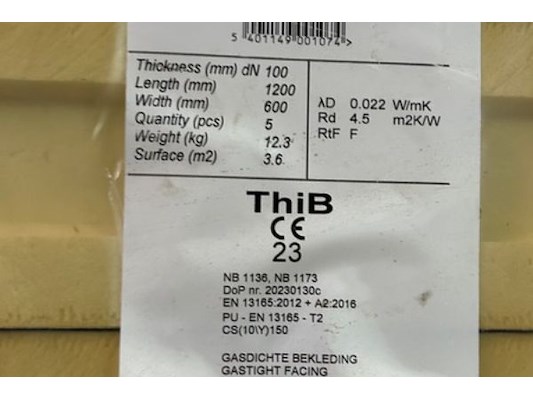 5 401149 001074 >
Thickness (mm) dN 100
Length (mm) 1200
Width (mm) 600
Quantity (pcs) 5
Weight (kg) 12.3
Surface (m2) 3.6
λD 0.022 W/mK
Rd 4.5 m2K/W
RtF F
ThiB
CE
23
NB 1136, NB 1173
DoP nr. 20230130c
EN 13165:2012 + A2:2016
PU - EN 13165 - T2
CS(10\Y)150
GASDICHTE BEKLEDING
GASTIGHT FACING